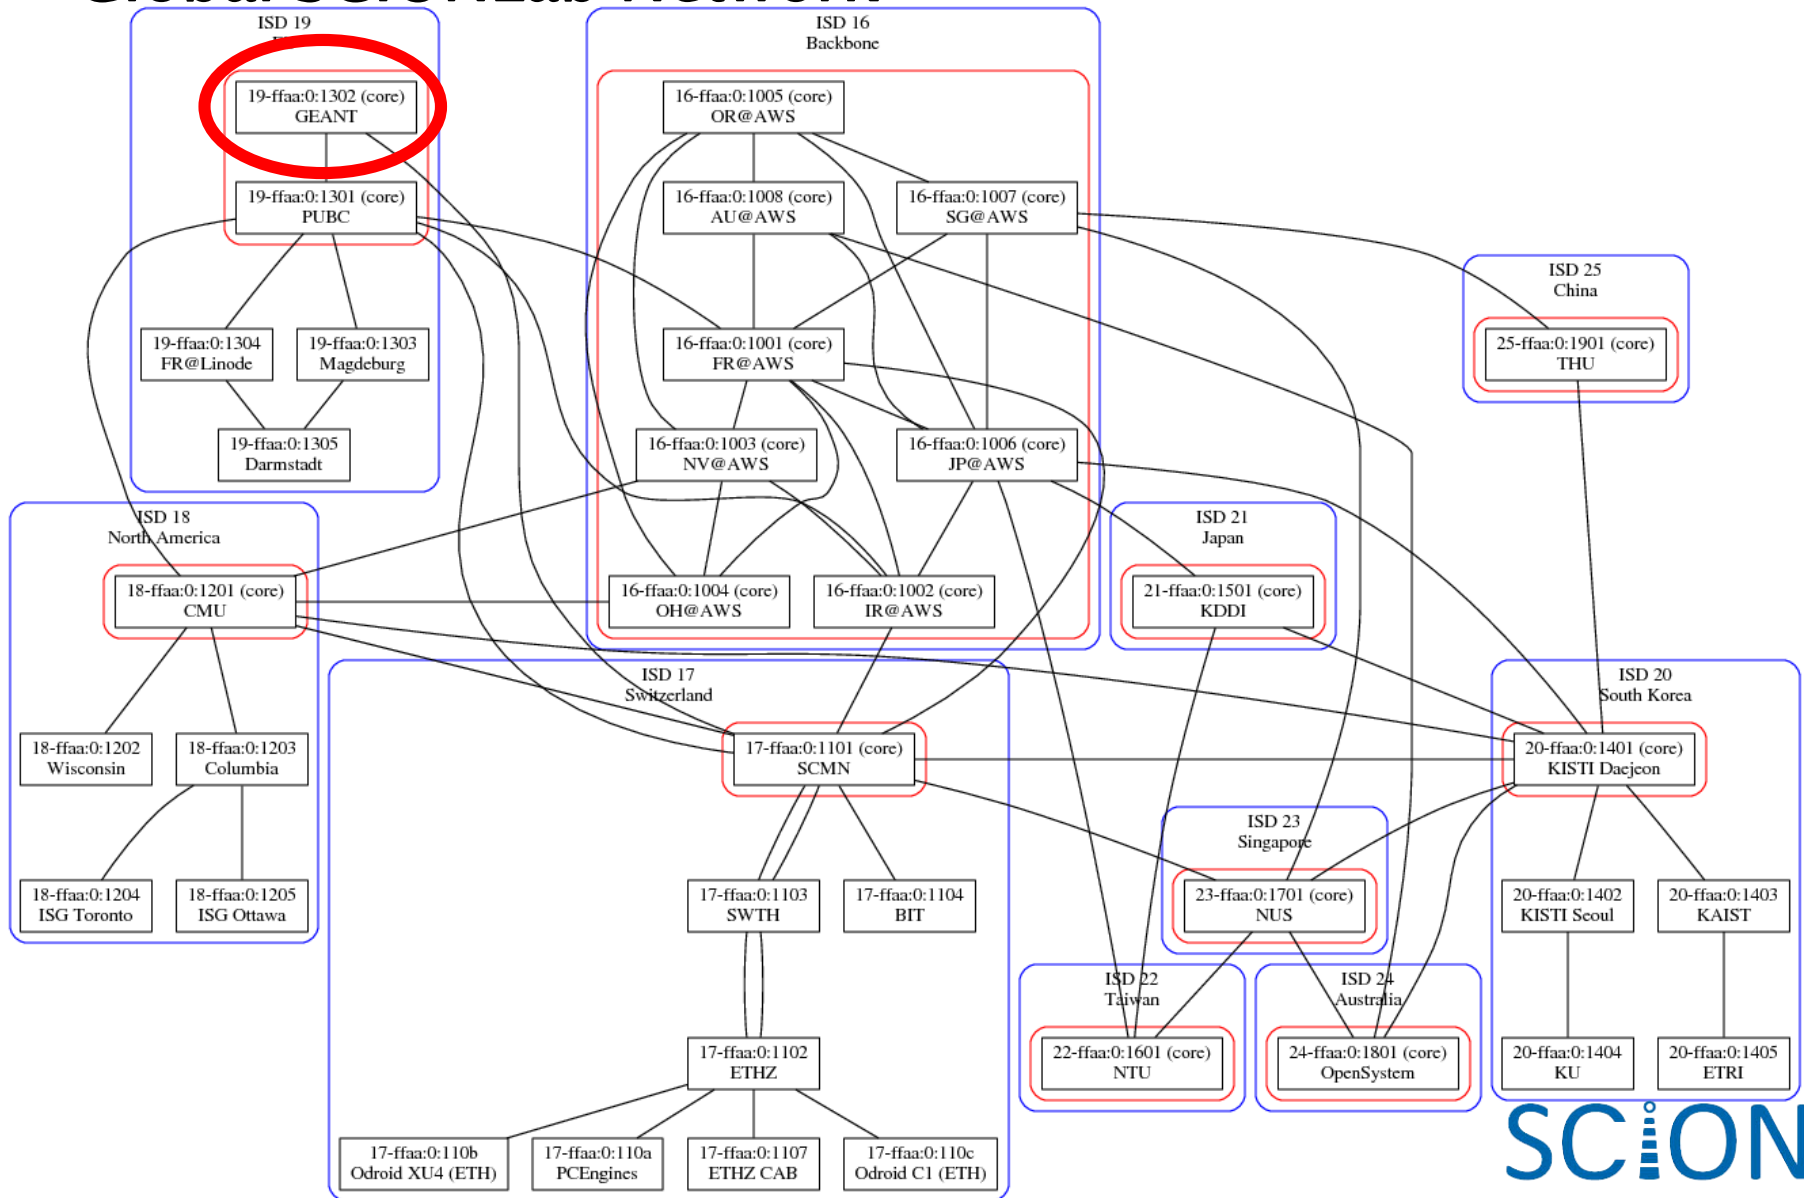 Global SCIONLab Network
ISD 19
19-ffaa:0:1302 (core)
GEANT
19-ffaa:0:1301 (core)
PUBC
19-ffaa:0:1304
FR@Linode
19-ffaa:0:1303
Magdeburg
19-ffaa:0:1305
Darmstadt
ISD 16
Backbone
16-ffaa:0:1005 (core)
OR@AWS
16-ffaa:0:1008 (core)
AU@AWS
16-ffaa:0:1007 (core)
SG@AWS
16-ffaa:0:1001 (core)
FR@AWS
16-ffaa:0:1003 (core)
NV@AWS
16-ffaa:0:1006 (core)
JP@AWS
16-ffaa:0:1004 (core)
OH@AWS
16-ffaa:0:1002 (core)
IR@AWS
ISD 25
China
25-ffaa:0:1901 (core)
THU
ISD 18
North America
18-ffaa:0:1201 (core)
CMU
18-ffaa:0:1202
Wisconsin
18-ffaa:0:1203
Columbia
18-ffaa:0:1204
ISG Toronto
18-ffaa:0:1205
ISG Ottawa
ISD 21
Japan
21-ffaa:0:1501 (core)
KDDI
ISD 17
Switzerland
17-ffaa:0:1101 (core)
SCMN
17-ffaa:0:1103
SWTH
17-ffaa:0:1104
BIT
17-ffaa:0:1102
ETHZ
17-ffaa:0:110b
Odroid XU4 (ETH)
17-ffaa:0:110a
PCEngines
17-ffaa:0:1107
ETHZ CAB
17-ffaa:0:110c
Odroid C1 (ETH)
ISD 20
South Korea
20-ffaa:0:1401 (core)
KISTI Daejeon
20-ffaa:0:1402
KISTI Seoul
20-ffaa:0:1403
KAIST
20-ffaa:0:1404
KU
20-ffaa:0:1405
ETRI
ISD 23
Singapore
23-ffaa:0:1701 (core)
NUS
ISD 22
Taiwan
22-ffaa:0:1601 (core)
NTU
ISD 24
Australia
24-ffaa:0:1801 (core)
OpenSystem
SCiON